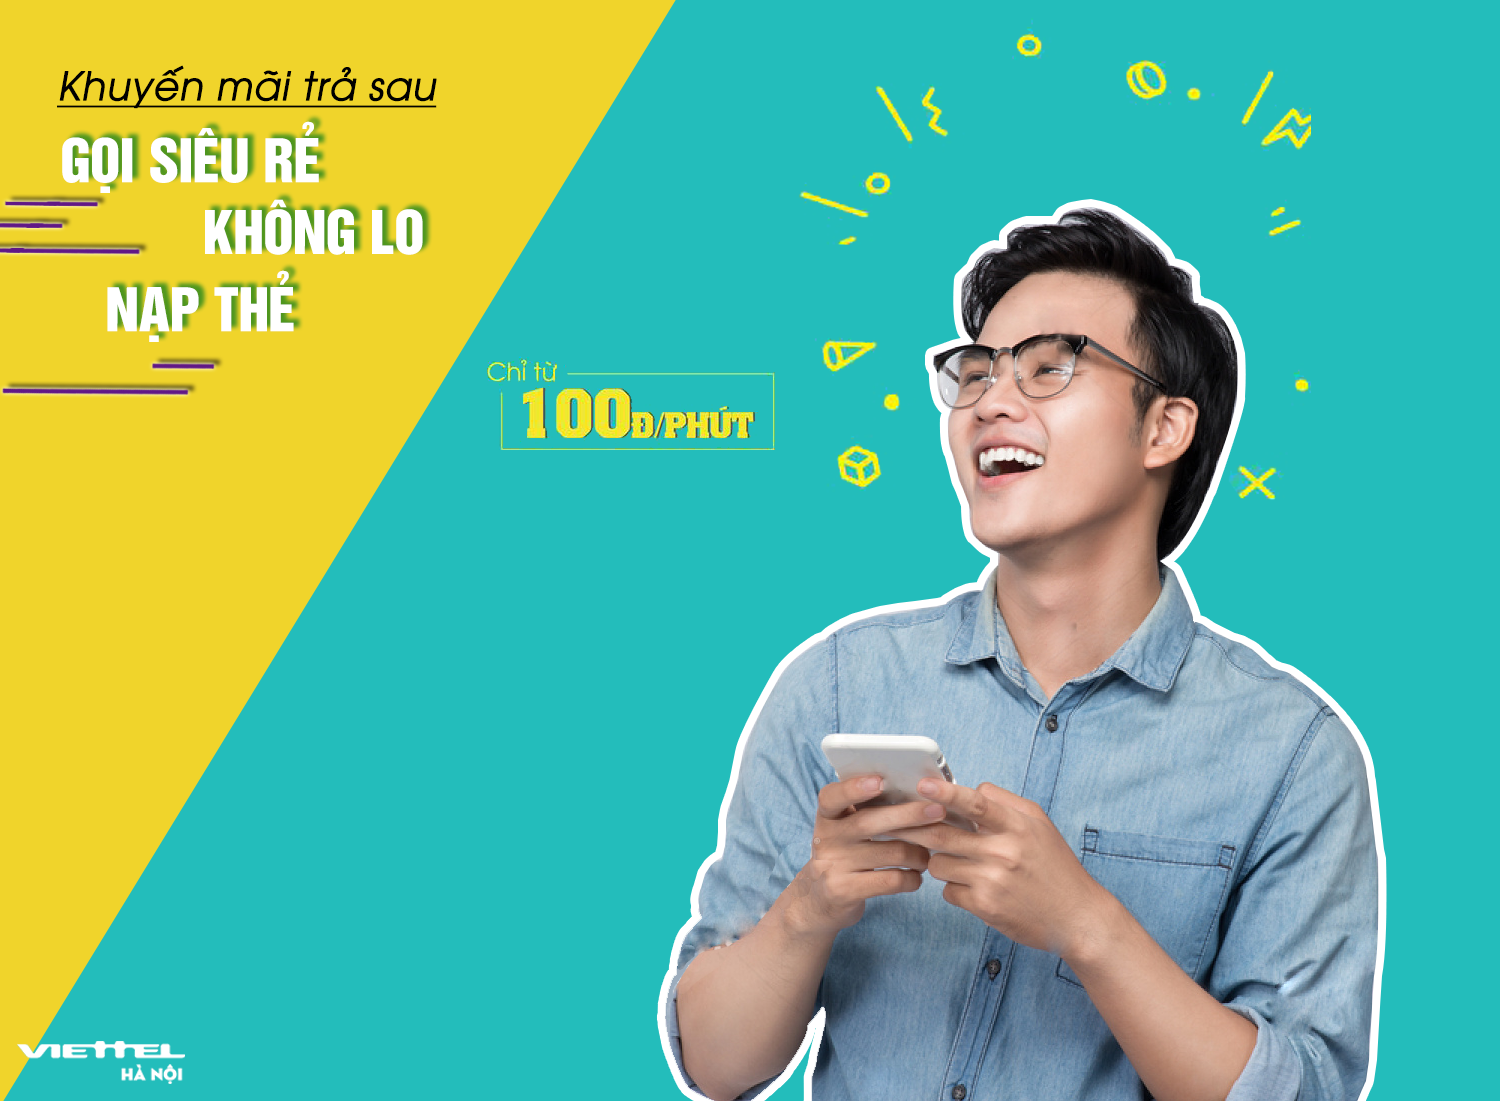 Khuyến mãi trả sau
GỌI SIÊU RẺ
KHÔNG LO
NẠP THẺ
Chỉ từ
100Đ/PHÚT
VIETTEL
HÀ NỘI